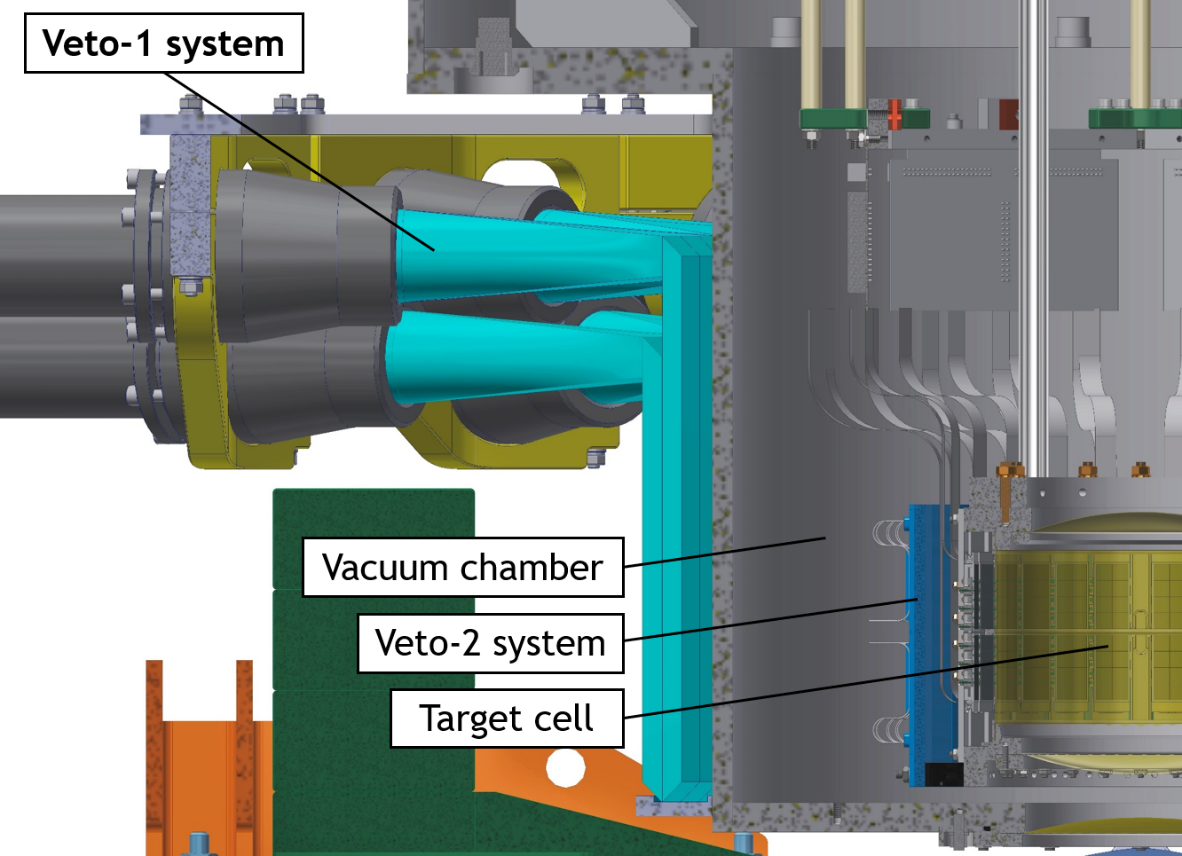 Veto-1 system
Vacuum chamber
Veto-2 system
Target cell